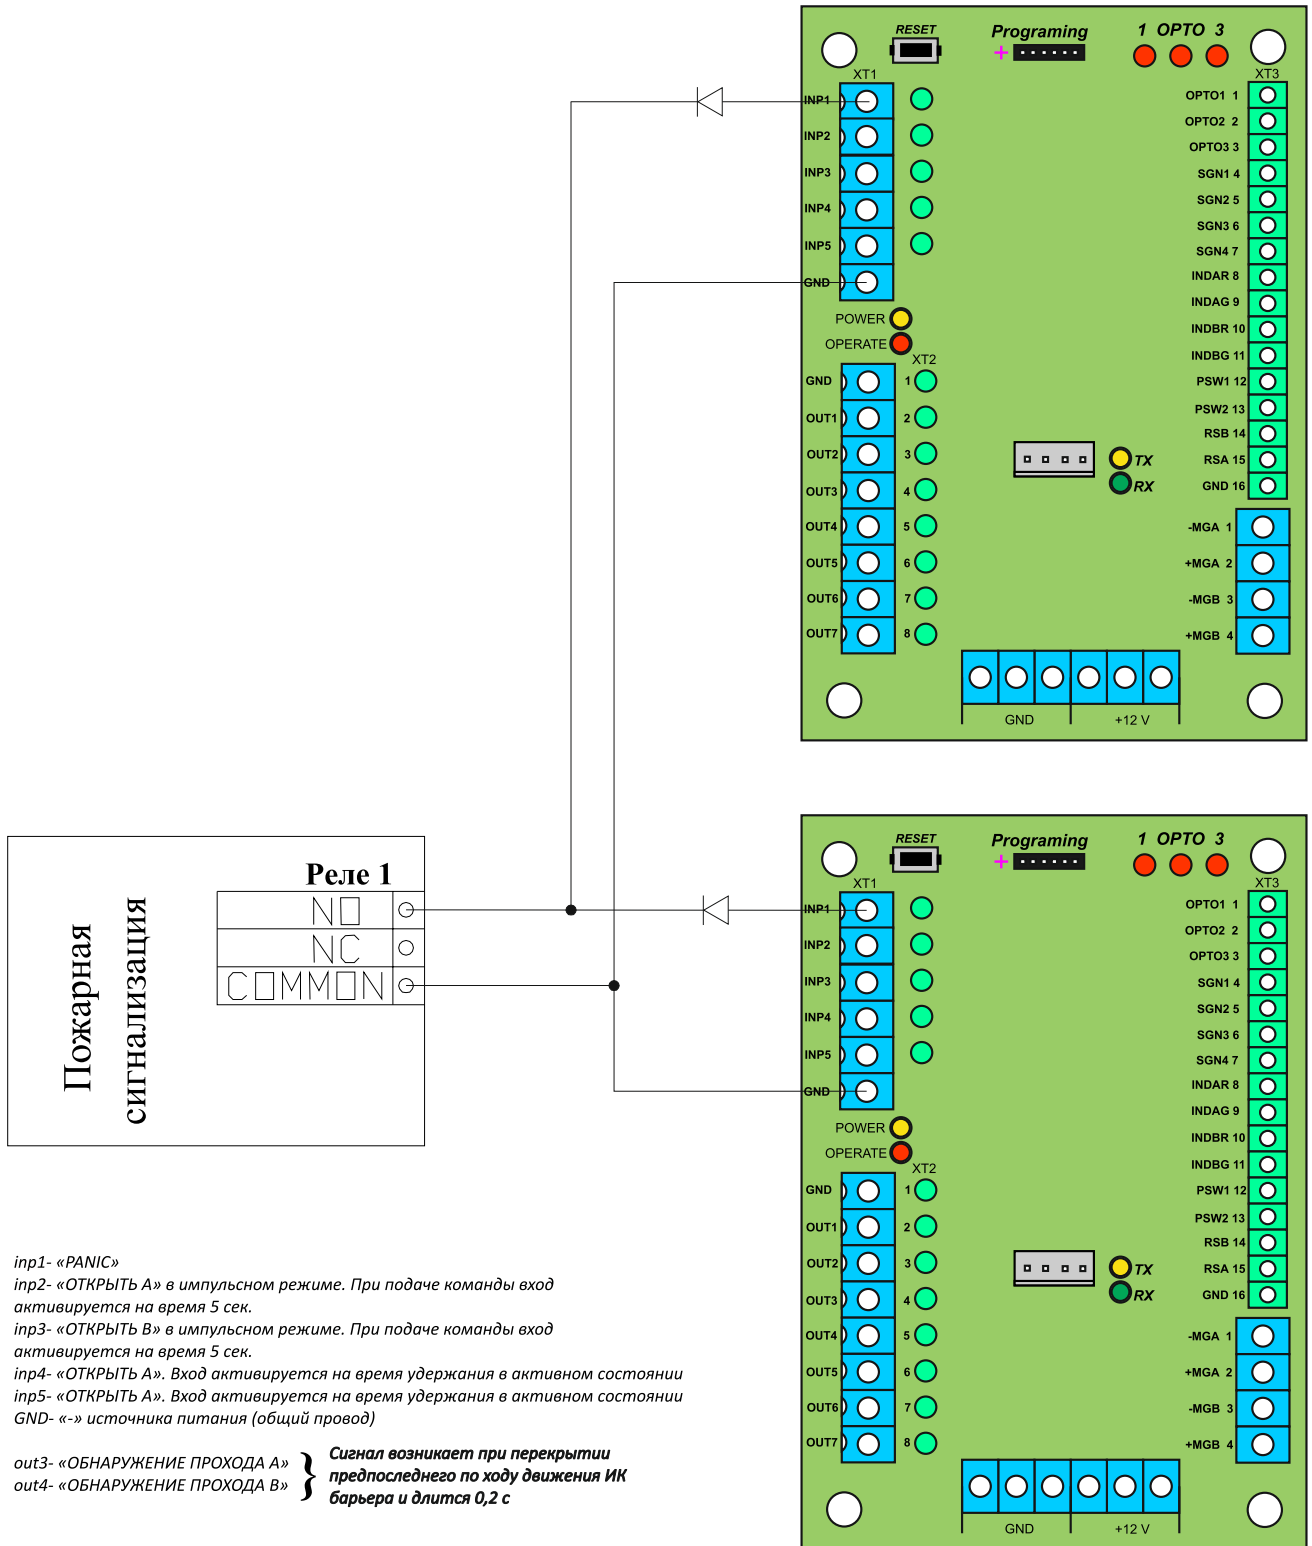 RESET
Programing
1 OPTO 3
+
XT1
XT3
INP1
INP2
INP3
INP4
INP5
GND
POWER
OPERATE
XT2
GND
OUT1
OUT2
OUT3
OUT4
OUT5
OUT6
OUT7
1
2
3
4
5
6
7
8
TX
RX
OPTO1 1
OPTO2 2
OPTO3 3
SGN1 4
SGN2 5
SGN3 6
SGN4 7
INDAR 8
INDAG 9
INDBR 10
INDBG 11
PSW1 12
PSW2 13
RSB 14
RSA 15
GND 16
-MGA 1
+MGA 2
-MGB 3
+MGB 4
GND
+12 V
Пожарная
сигнализация
Реле 1
NO
NC
COMMON
RESET
Programing
1 OPTO 3
+
XT1
XT3
INP1
INP2
INP3
INP4
INP5
GND
POWER
OPERATE
XT2
GND
OUT1
OUT2
OUT3
OUT4
OUT5
OUT6
OUT7
1
2
3
4
5
6
7
8
TX
RX
OPTO1 1
OPTO2 2
OPTO3 3
SGN1 4
SGN2 5
SGN3 6
SGN4 7
INDAR 8
INDAG 9
INDBR 10
INDBG 11
PSW1 12
PSW2 13
RSB 14
RSA 15
GND 16
-MGA 1
+MGA 2
-MGB 3
+MGB 4
GND
+12 V
inp1- «PANIC»
inp2- «ОТКРЫТЬ А» в импульсном режиме. При подаче команды вход
активируется на время 5 сек.
inp3- «ОТКРЫТЬ В» в импульсном режиме. При подаче команды вход
активируется на время 5 сек.
inp4- «ОТКРЫТЬ А». Вход активируется на время удержания в активном состоянии
inp5- «ОТКРЫТЬ А». Вход активируется на время удержания в активном состоянии
GND- «-» источника питания (общий провод)
out3- «ОБНАРУЖЕНИЕ ПРОХОДА А»
out4- «ОБНАРУЖЕНИЕ ПРОХОДА В»
}
Сигнал возникает при перекрытии
предпоследнего по ходу движения ИК
барьера и длится 0,2 с